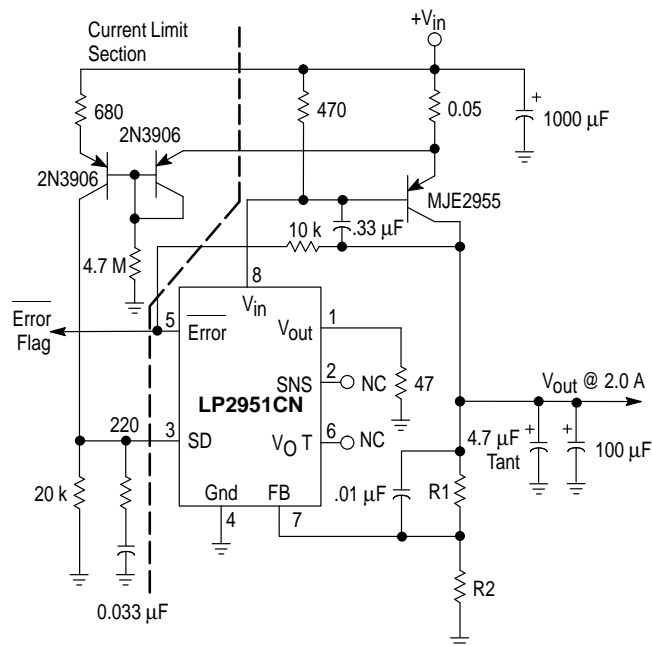 Current Limit
Section
+Vin
680
470
0.05
1000 µF
2N3906
2N3906
MJE2955
.33 µF
10 k
4.7 M
8
Vin
Error
Flag
5
Error
Vout
1
SNS
2
NC
47
LP2951CN
Vout @ 2.0 A
220
3
SD
VO T
6
NC
4.7 µF
Tant
100 µF
20 k
.01 µF
R1
Gnd
FB
4
7
R2
0.033 µF